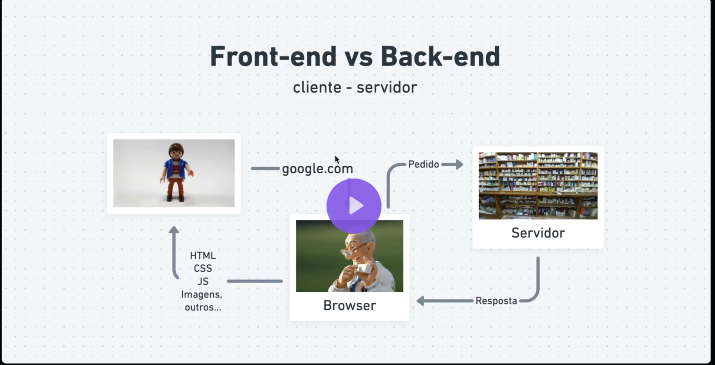 Front-end vs Back-end
cliente - servidor
google.com
Pedido
Servidor
HTML
CSS
JS
Imagens,
outros...
Browser
Resposta